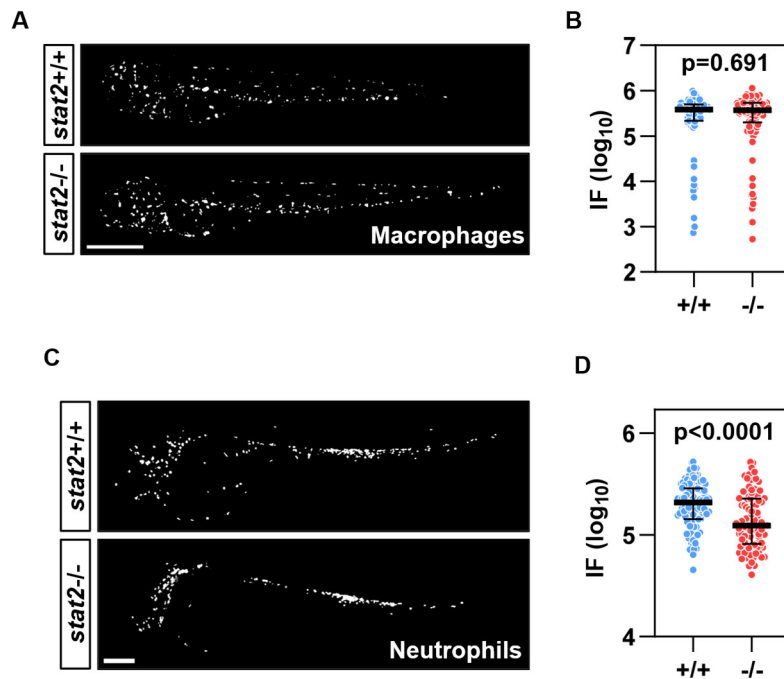 A
stat2+/+
stat2-/-
Macrophages
B
7
p=0.691
6
5
4
3
2
IF (log10)
+/+ -/-
C
stat2+/+
stat2-/-
Neutrophils
D
p<0.0001
6
5
4
IF (log10)
+/+ -/-